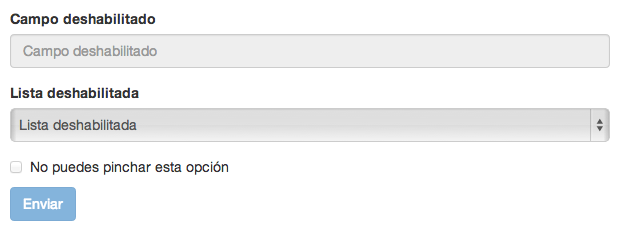 Campo deshabilitado
Campo deshabilitado
Lista deshabilitada
Lista deshabilitada
No puedes pinchar esta opción
Enviar